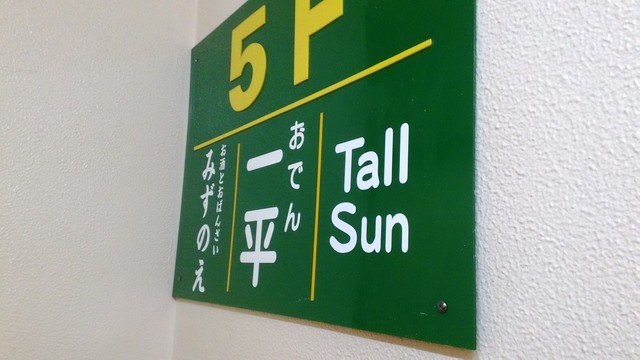 5F
Tall
Sun
おでん
一平
お酒とおばんざい
みずのえ